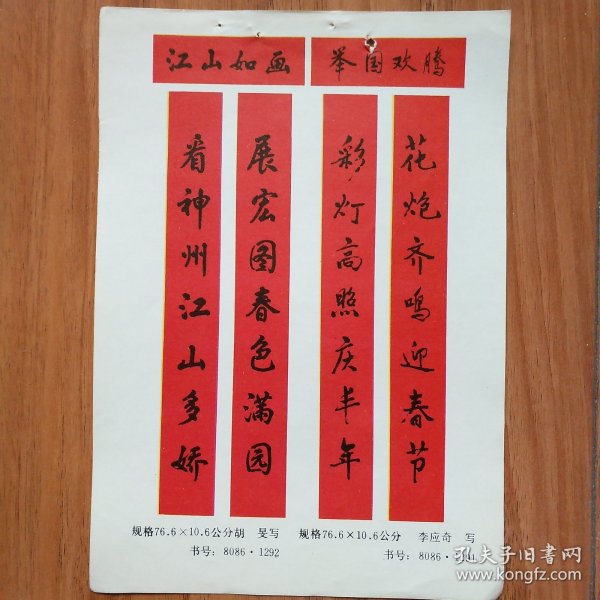 江山如画
举国欢腾
看神州江山多娇
展宏图春色满园
彩灯高照庆丰年
花炮齐鸣迎春节
规格76.6×10.6公分胡 旻写
书号：8086·1292
规格76.6×10.6公分 李应奇 写
书号：8086·
孔夫子旧书网
www.kongfz.com